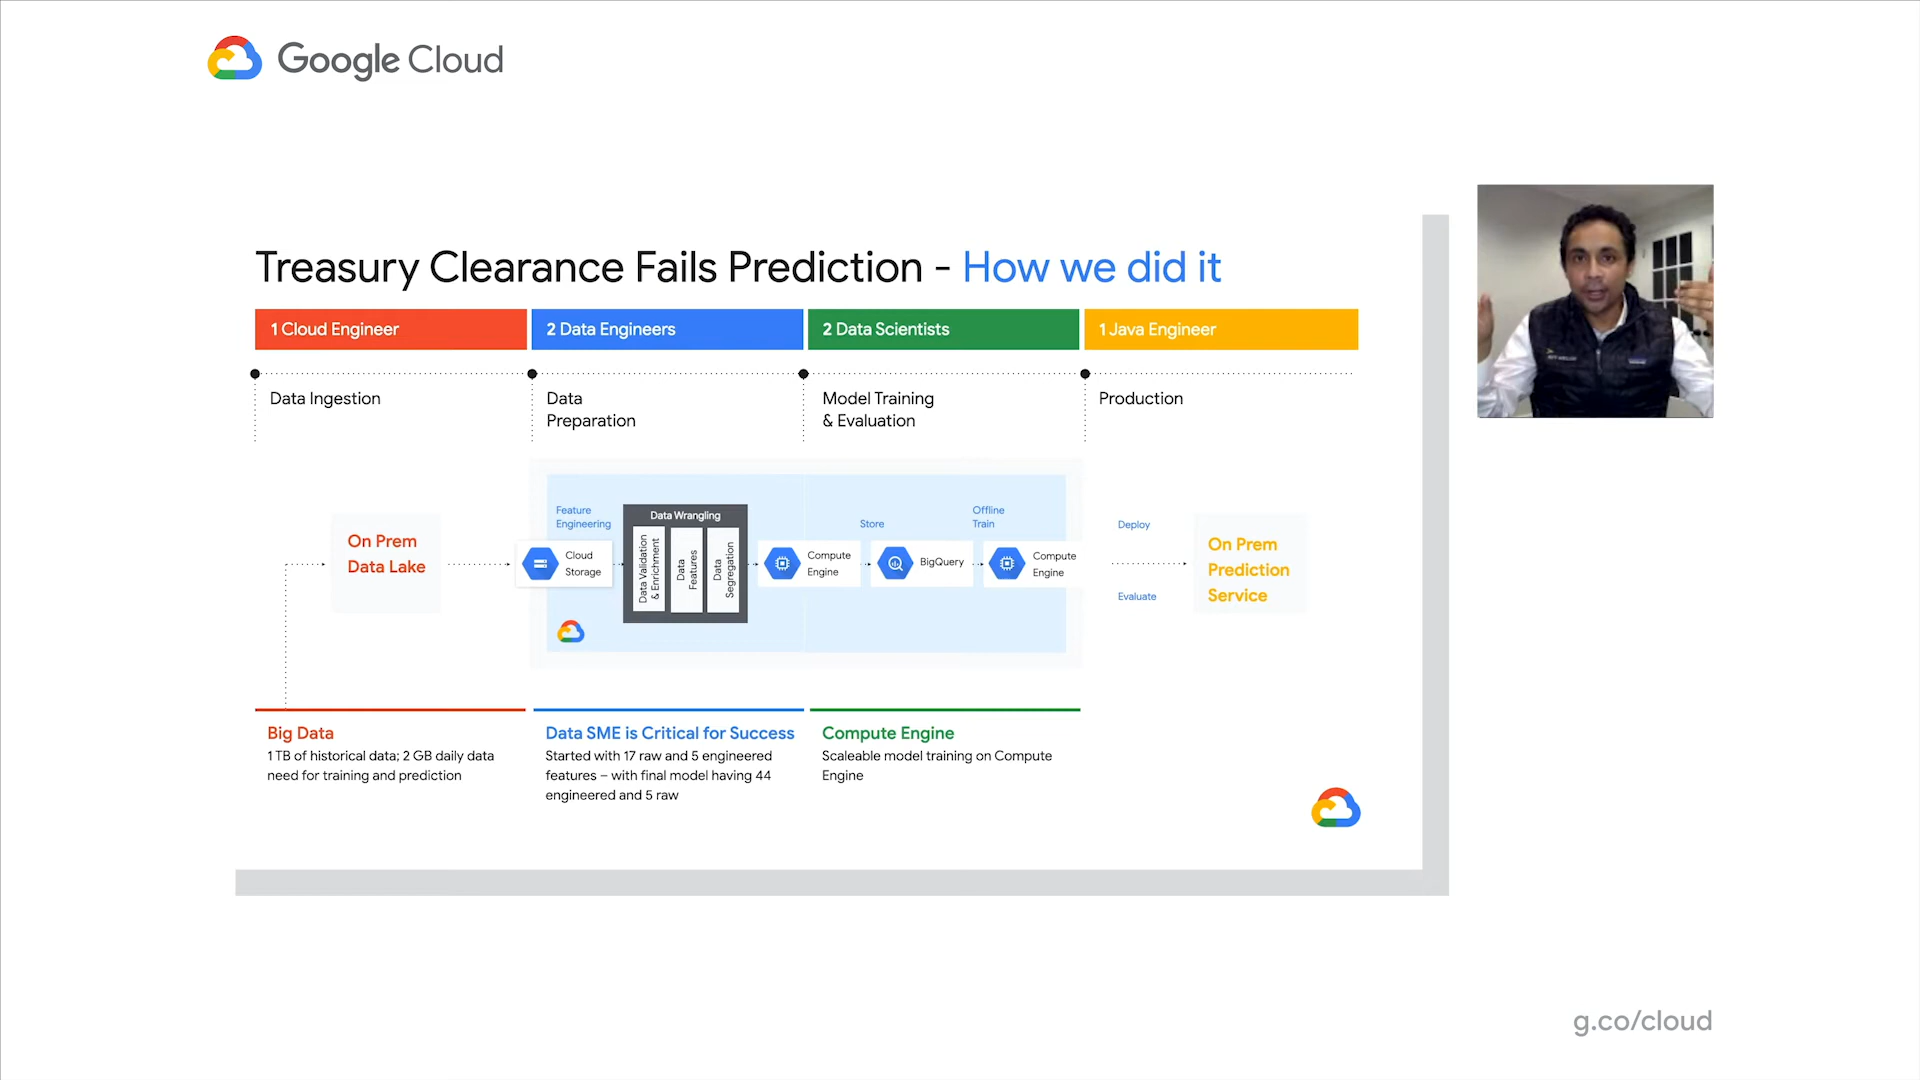 Google Cloud
Treasury Clearance Fails Prediction - How we did it
1 Cloud Engineer
2 Data Engineers
2 Data Scientists
1 Java Engineer
Data Ingestion
Data
Preparation
Model Training
& Evaluation
Production
On Prem
Data Lake
Feature
Engineering
Cloud
Storage
Data Wrangling
Data Validation
& Enrichment
Data
Features
Data
Segregation
Compute
Engine
Store
BigQuery
Offline
Train
Compute
Engine
Deploy
Evaluate
On Prem
Prediction
Service
Big Data
1 TB of historical data; 2 GB daily data
need for training and prediction
Data SME is Critical for Success
Started with 17 raw and 5 engineered
features – with final model having 44
engineered and 5 raw
Compute Engine
Scaleable model training on Compute
Engine
g.co/cloud